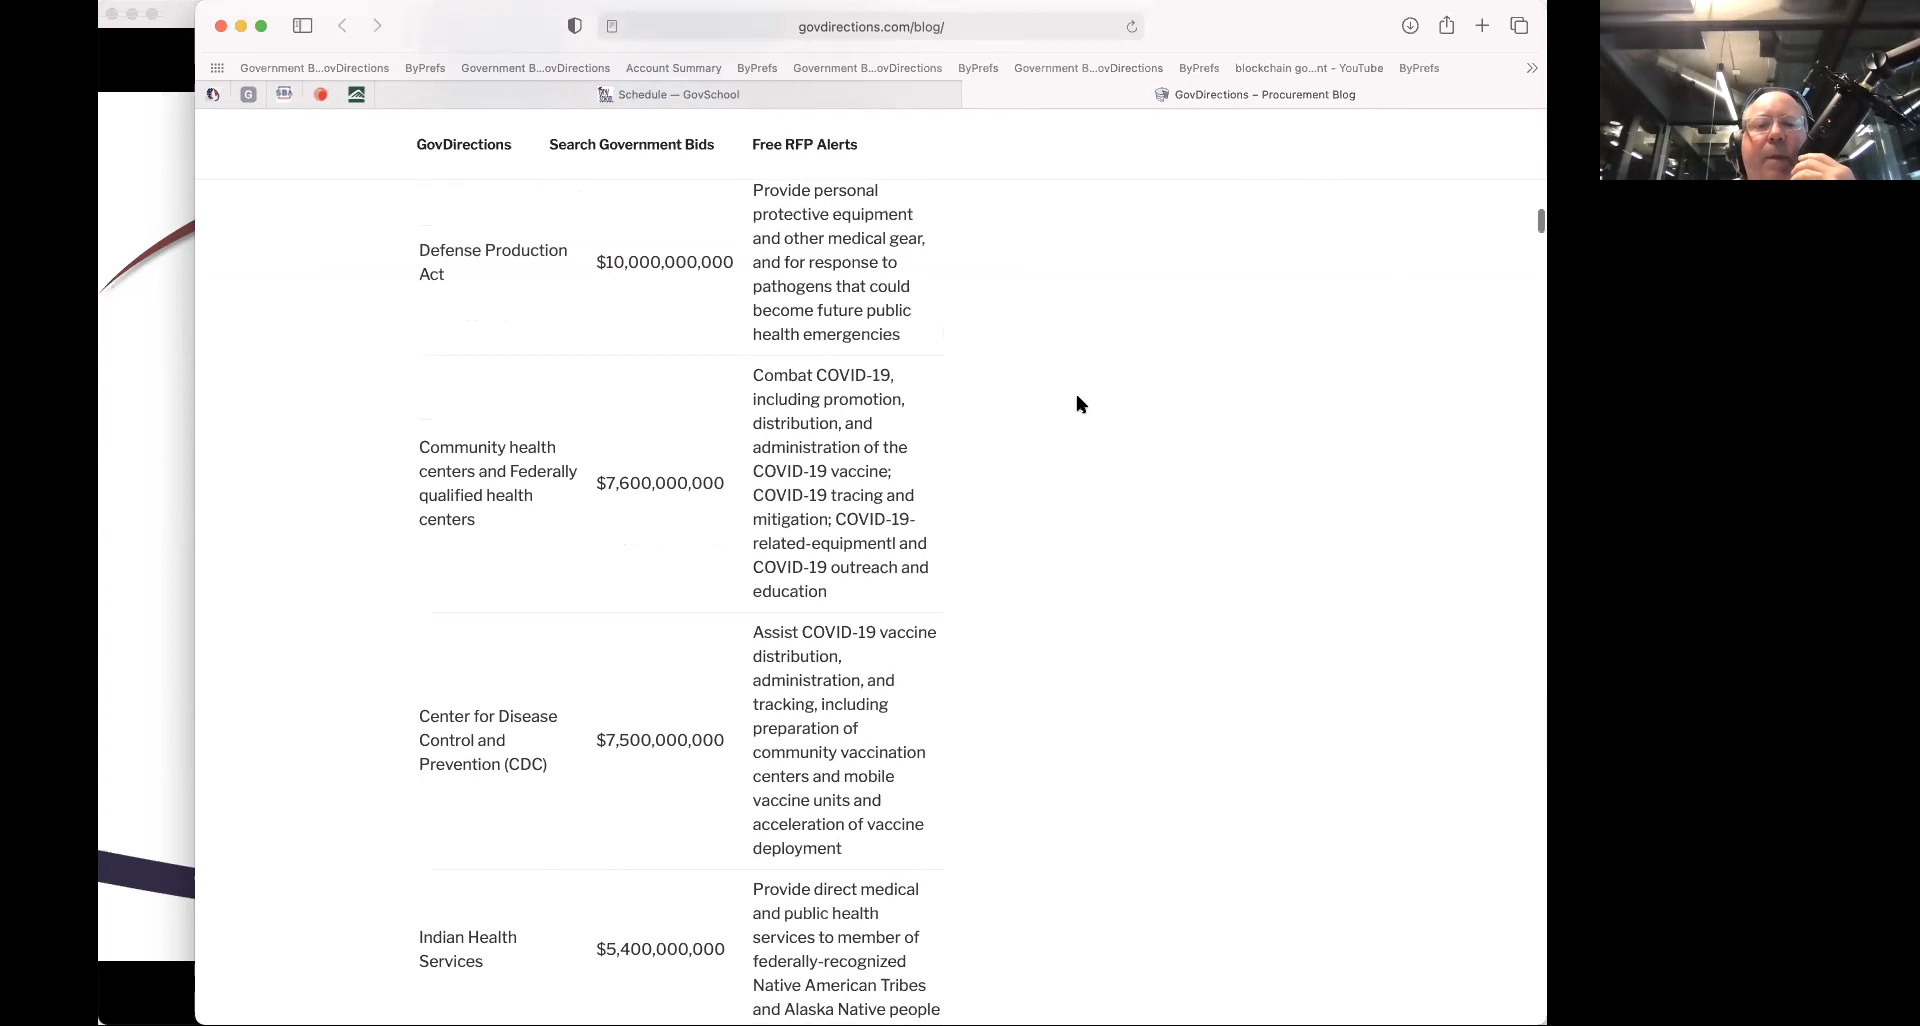 govdirections.com/blog/
Government B...ovDirections ByPrefs Government B...ovDirections Account Summary ByPrefs Government B...ovDirections ByPrefs Government B...ovDirections ByPrefs blockchain go...nt - YouTube ByPrefs
G SBA Schedule — GovSchool GovDirections – Procurement Blog
GovDirections Search Government Bids Free RFP Alerts
Defense Production
Act
$10,000,000,000
Provide personal
protective equipment
and other medical gear,
and for response to
pathogens that could
become future public
health emergencies
Community health
centers and Federally
qualified health
centers
$7,600,000,000
Combat COVID-19,
including promotion,
distribution, and
administration of the
COVID-19 vaccine;
COVID-19 tracing and
mitigation; COVID-19-
related-equipmentl and
COVID-19 outreach and
education
Center for Disease
Control and
Prevention (CDC)
$7,500,000,000
Assist COVID-19 vaccine
distribution,
administration, and
tracking, including
preparation of
community vaccination
centers and mobile
vaccine units and
acceleration of vaccine
deployment
Indian Health
Services
$5,400,000,000
Provide direct medical
and public health
services to member of
federally-recognized
Native American Tribes
and Alaska Native people